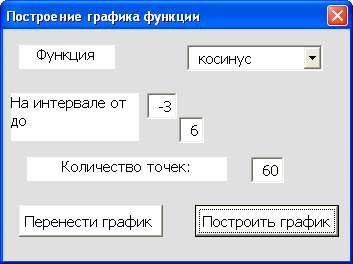 Построение графика функции
Функция
косинус
На интервале от
до
-3
6
Количество точек:
60
Перенести график
Построить график